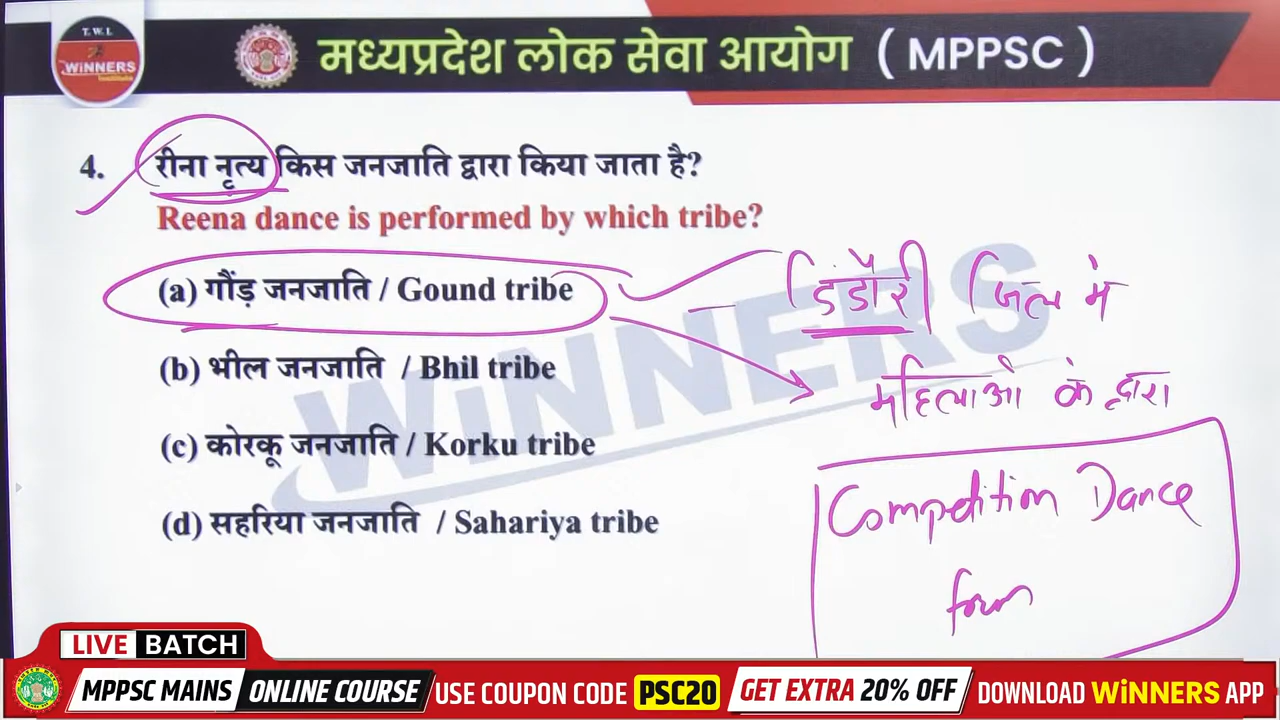 T. W. I.
WiNNERS
मध्यप्रदेश लोक सेवा आयोग ( MPPSC )
4. रीना नृत्य किस जनजाति द्वारा किया जाता है?
Reena dance is performed by which tribe?
(a) गौंड़ जनजाति / Gound tribe
डिंडौरी जिले में
(b) भील जनजाति / Bhil tribe
महिलाओं के द्वारा
(c) कोरकू जनजाति / Korku tribe
Competition Dance
(d) सहरिया जनजाति / Sahariya tribe
form
WiNNERS
LIVE BATCH
MPPSC MAINS ONLINE COURSE USE COUPON CODE PSC20 GET EXTRA 20% OFF DOWNLOAD WiNNERS APP